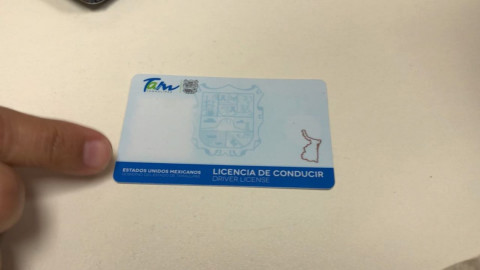 Tam
ESTADOS UNIDOS MEXICANOS
LICENCIA DE CONDUCIR
DRIVER LICENSE